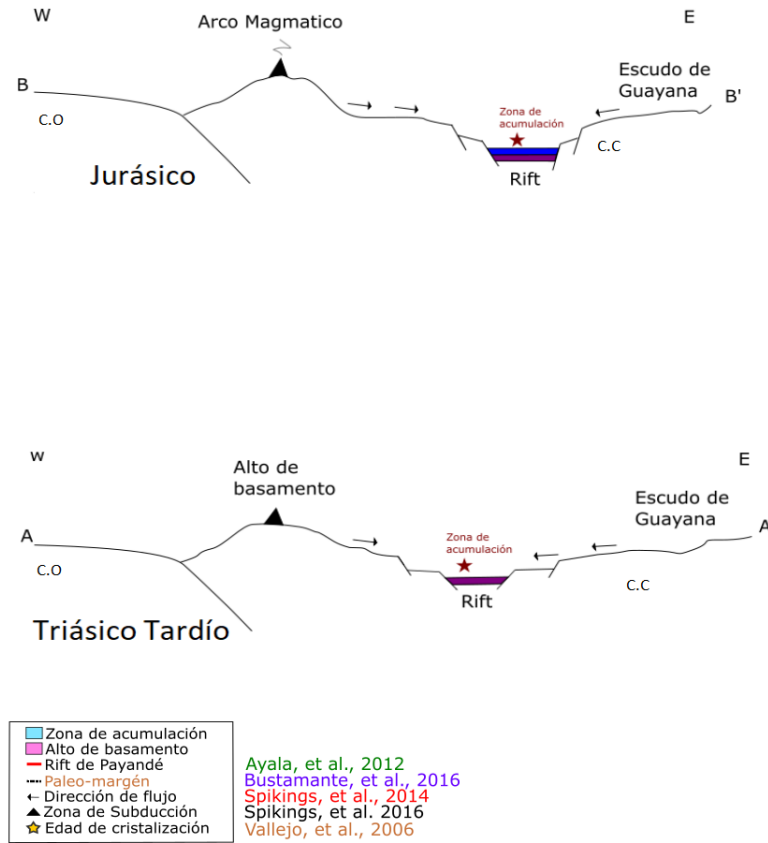 W
E
Arco Magmatico
Escudo de
Guayana
B
B'
C.O
Zona de
acumulación
C.C
Jurásico
Rift
w
E
Alto de
basamento
Escudo de
Guayana
A
A
Zona de
acumulación
C.O
C.C
Rift
Triásico Tardío
Zona de acumulación
Alto de basamento
Rift de Payandé
Paleo-margén
Dirección de flujo
Zona de Subducción
Edad de cristalización
Ayala, et al., 2012
Bustamante, et al., 2016
Spikings, et al., 2014
Spikings, et al. 2016
Vallejo, et al., 2006